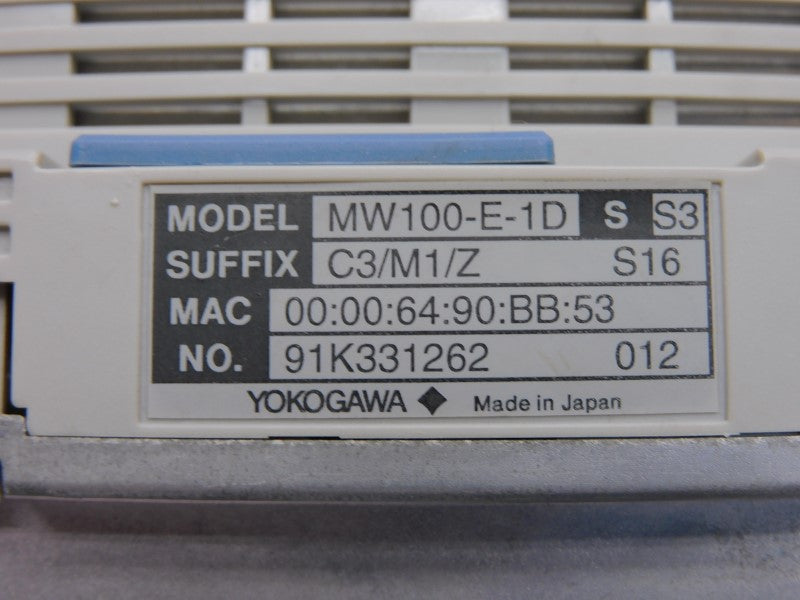 MODEL MW100-E-1D S S3
SUFFIX C3/M1/Z S16
MAC 00:00:64:90:BB:53
NO. 91K331262 012
YOKOGAWA Made in Japan